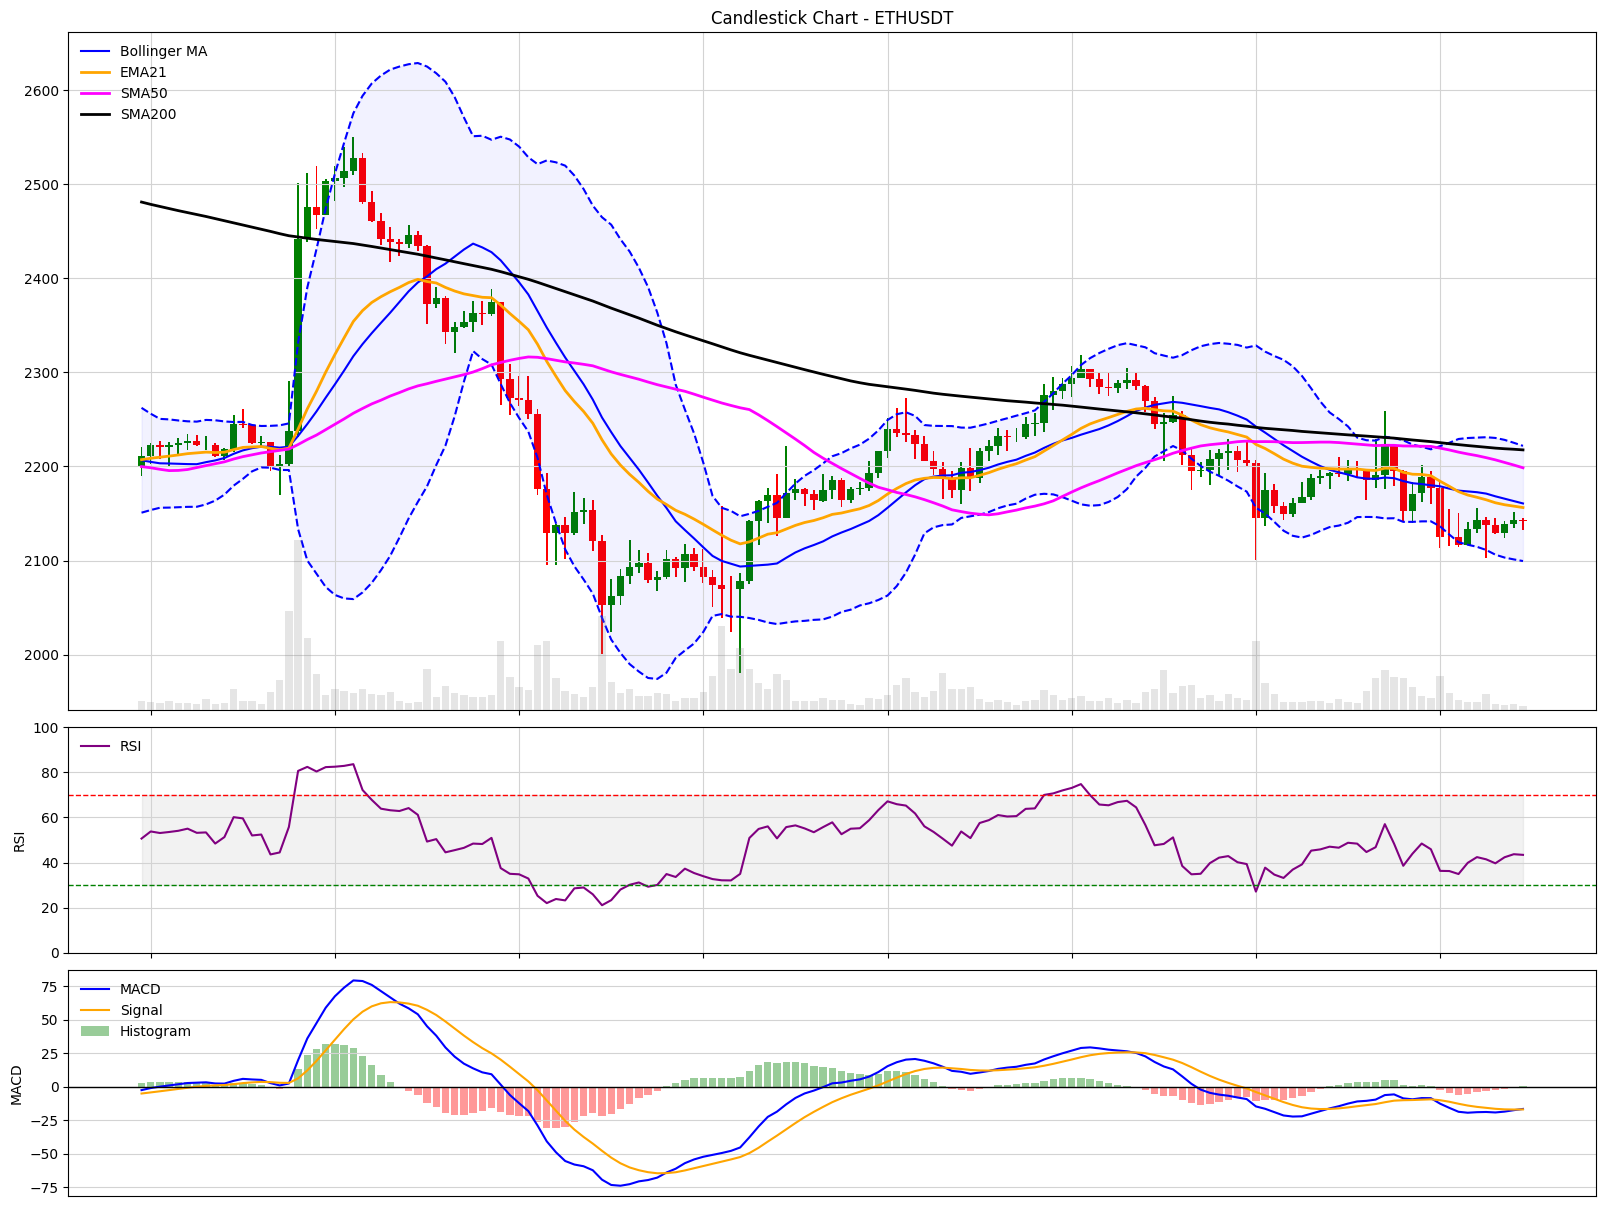 Candlestick Chart - ETHUSDT
Bollinger MA
EMA21
SMA50
SMA200
2600
2500
2400
2300
2200
2100
2000
RSI
100
80
60
40
20
0
RSI
MACD
Signal
Histogram
75
50
25
0
−25
−50
−75
MACD